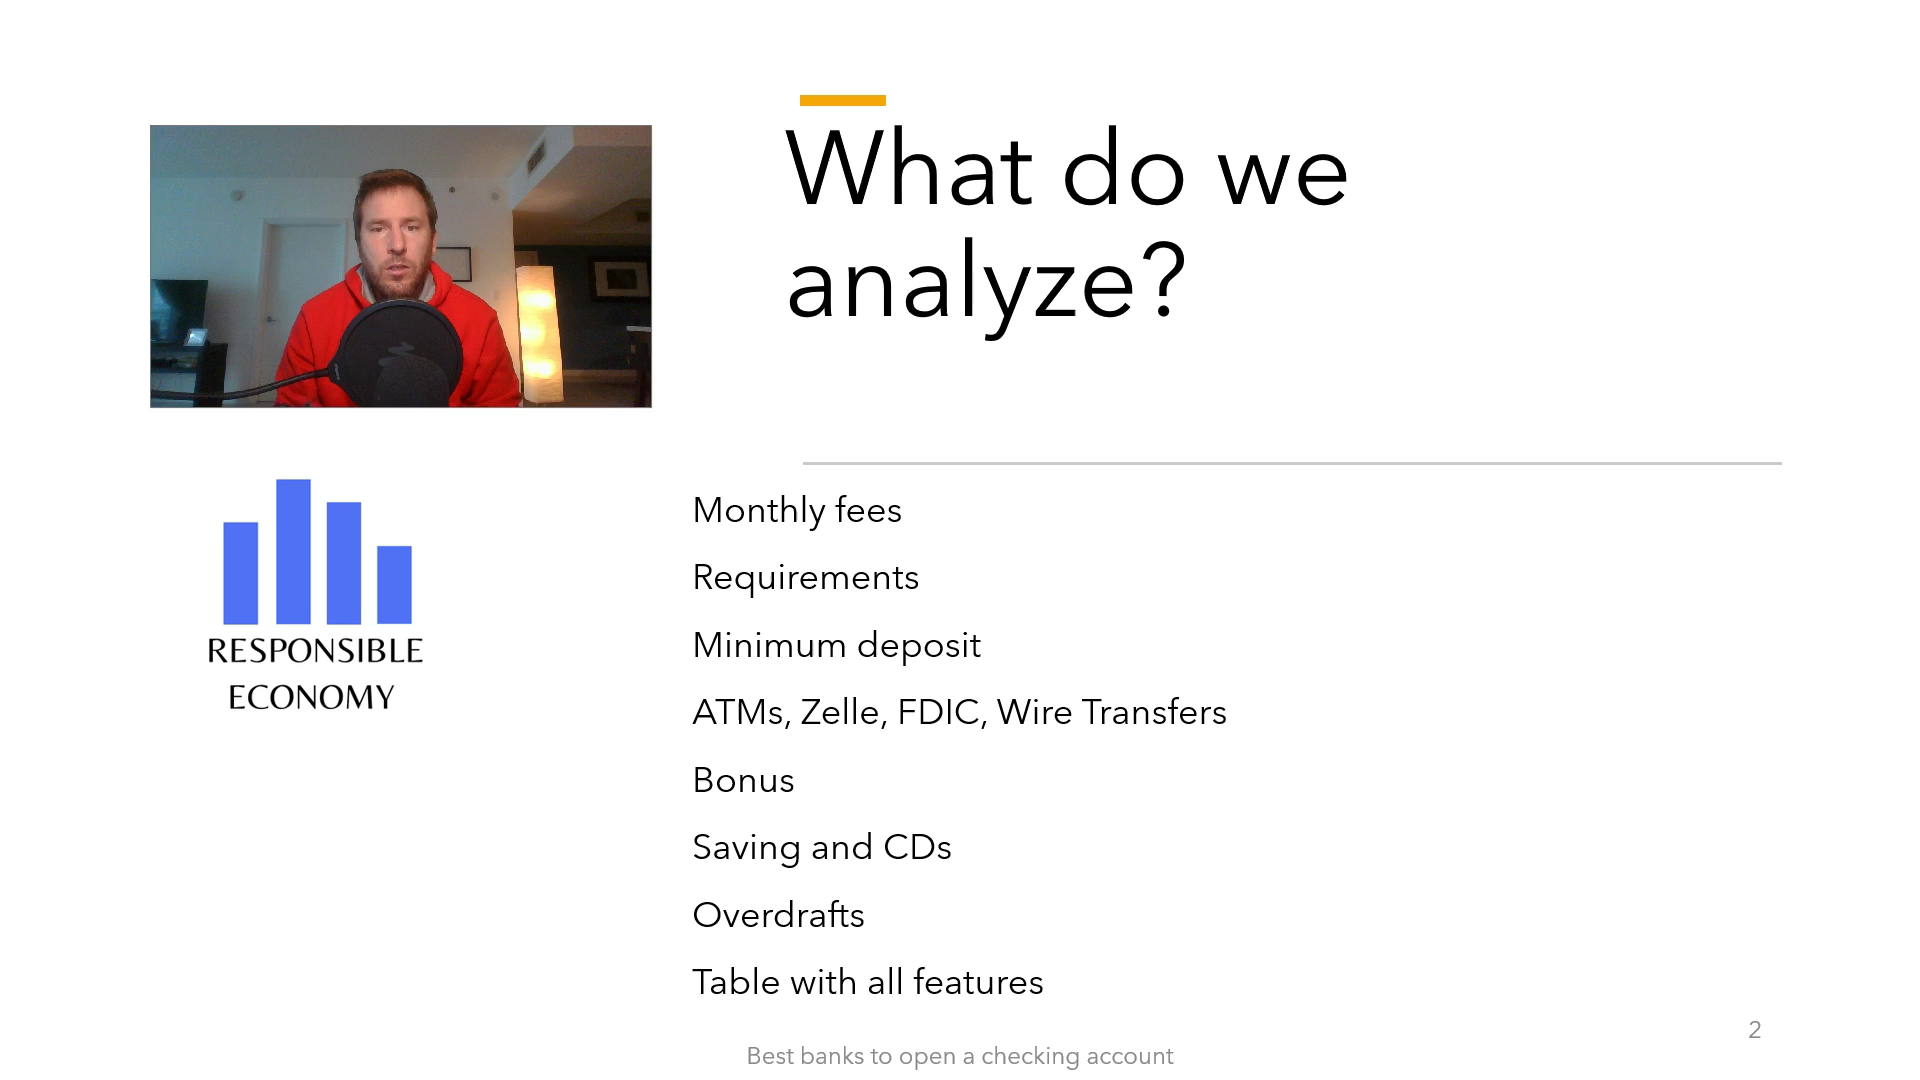 What do we
analyze?
RESPONSIBLE
ECONOMY
Monthly fees
Requirements
Minimum deposit
ATMs, Zelle, FDIC, Wire Transfers
Bonus
Saving and CDs
Overdrafts
Table with all features
2
Best banks to open a checking account